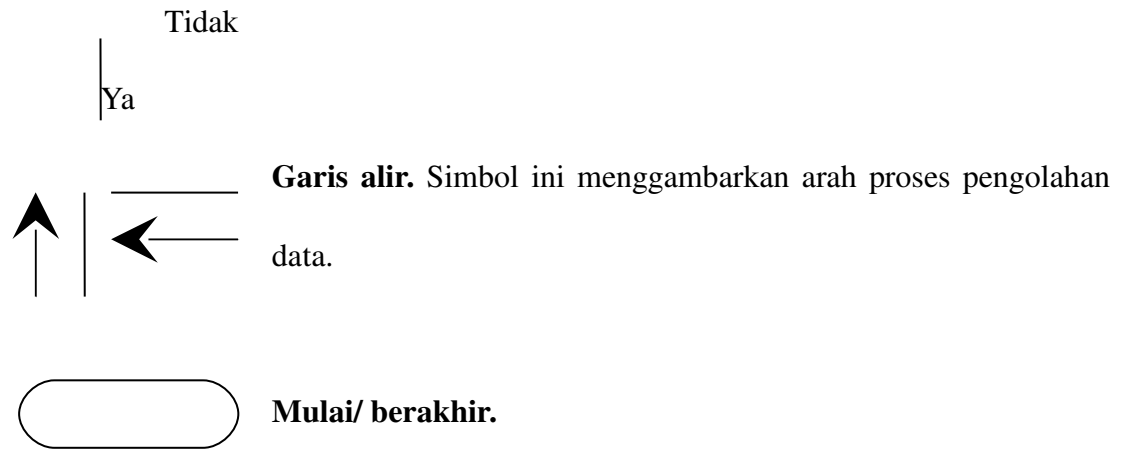 Tidak
Ya
Garis alir. Simbol ini menggambarkan arah proses pengolahan
data.
Mulai/ berakhir.